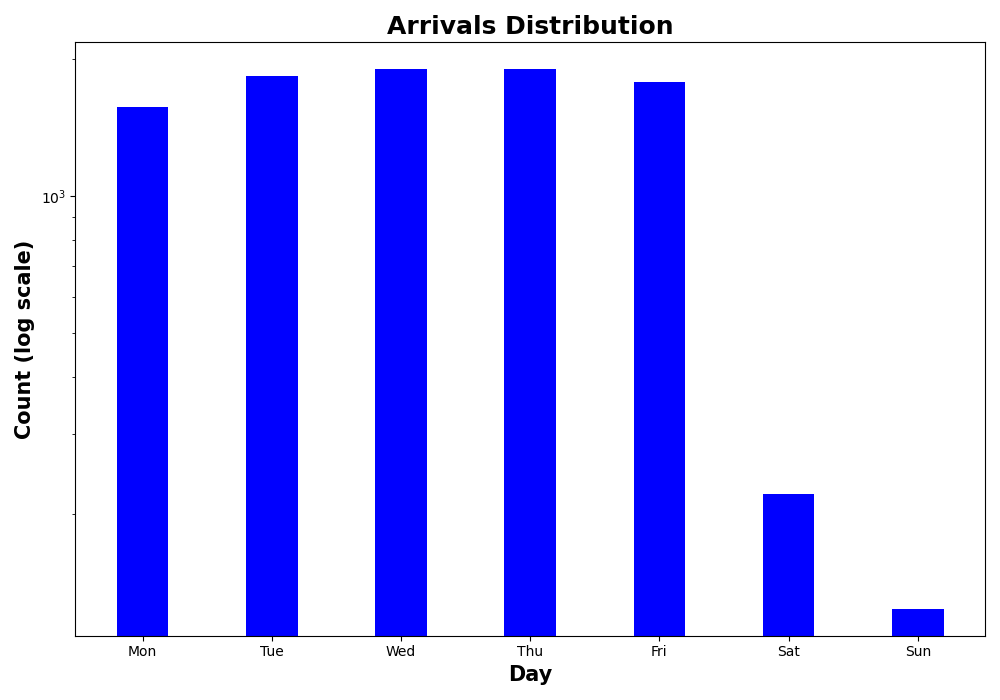 Arrivals Distribution
Count (log scale)
10³
Mon Tue Wed Thu Fri Sat Sun
Day